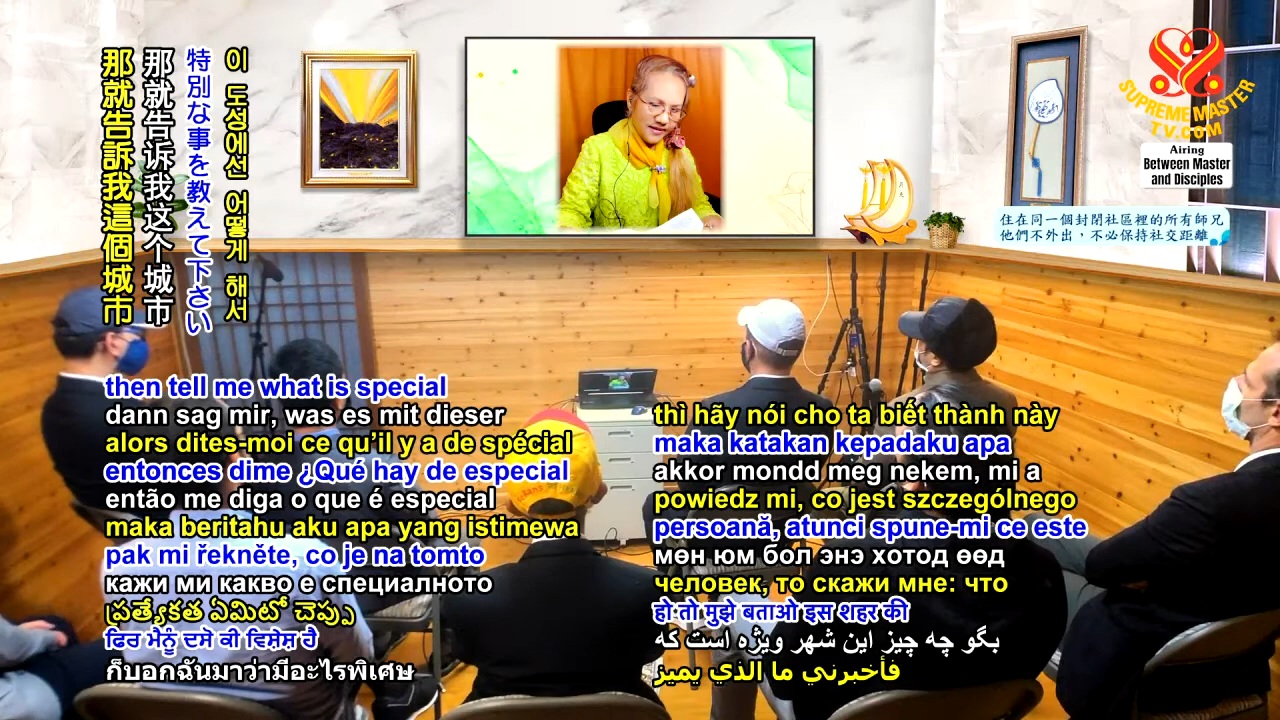 那就告訴我這個城市
那就告诉我这个城市
特別な事を教えて下さい
이 도성에선 어떻게 해서
SUPREME MASTER
TV.COM
Airing
Between Master
and Disciples
住在同一個封閉社區裡的所有師兄
他們不外出，不必保持社交距離
then tell me what is special
dann sag mir, was es mit dieser
alors dites-moi ce qu’il y a de spécial
entonces dime ¿Qué hay de especial
então me diga o que é especial
maka beritahu aku apa yang istimewa
pak mi řekněte, co je na tomto
кажи ми какво е специалното
ప్రత్యేకత ఏమిటో చెప్పు
ਫਿਰ ਮੈਨੂੰ ਦਸੋ ਕੀ ਵਿਸ਼ੇਸ਼ ਹੈ
ก็บอกฉันมาว่ามีอะไรพิเศษ
thì hãy nói cho ta biết thành này
maka katakan kepadaku apa
akkor mondd meg nekem, mi a
powiedz mi, co jest szczególnego
persoană, atunci spune-mi ce este
мөн юм бол энэ хотод өөд
человек, то скажи мне: что
हो तो मुझे बताओ इस शहर की
بگو چه چیز این شهر ویژه است که
فأخبرني ما الذي يميز